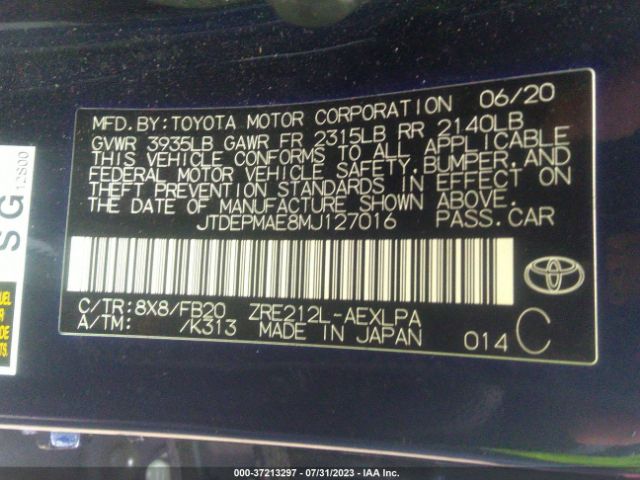 MFD. BY: TOYOTA MOTOR CORPORATION 06/20
GVWR 3935LB GAWR FR 2315LB RR 2140LB
THIS VEHICLE CONFORMS TO ALL APPLICABLE
FEDERAL MOTOR VEHICLE SAFETY, BUMPER, AND
THEFT PREVENTION STANDARDS IN EFFECT ON
THE DATE OF MANUFACTURE SHOWN ABOVE.
JTDEPMAE8MJ127016 PASS.CAR
C/TR: 8X8/FB20 ZRE212L-AEXLPA
A/TM: /K313 MADE IN JAPAN 014 C
SG 12S00
TS.
000-37213297 - 07/31/2023 - IAA Inc.